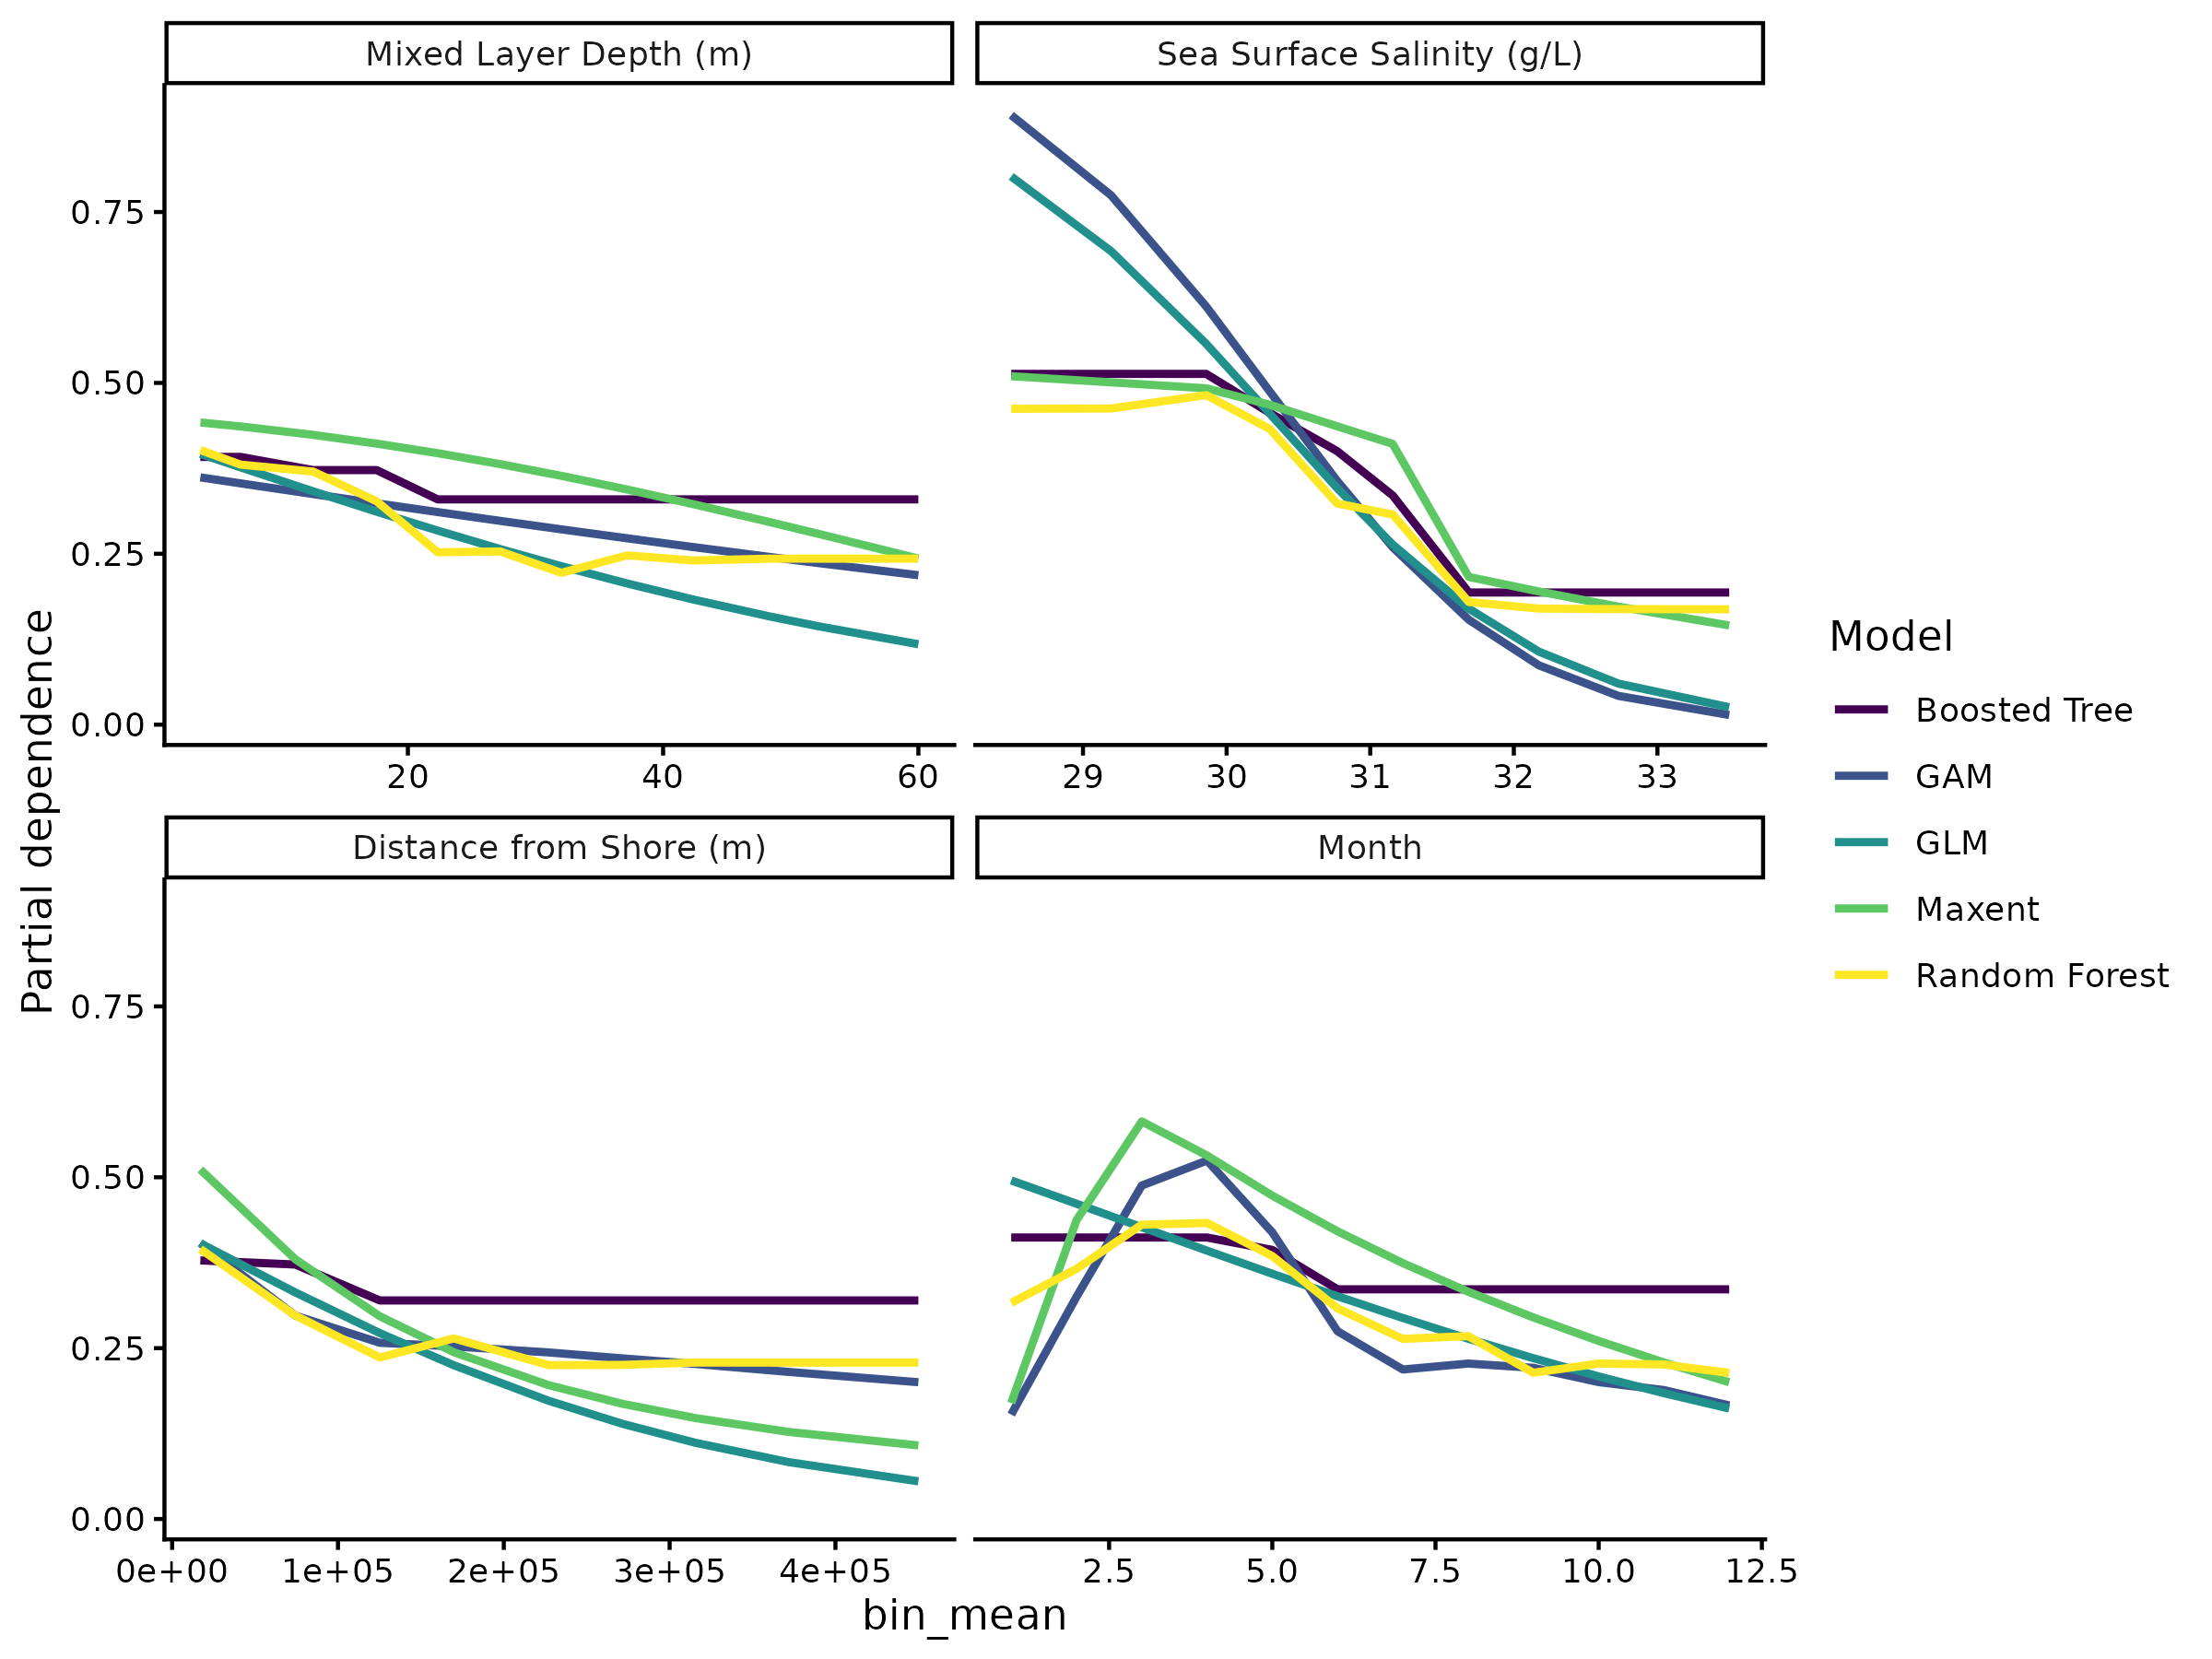 Mixed Layer Depth (m)
Sea Surface Salinity (g/L)
0.75
0.50
0.25
0.00
20 40 60
29 30 31 32 33
Distance from Shore (m)
Month
0.75
0.50
0.25
0.00
0e+00 1e+05 2e+05 3e+05 4e+05
2.5 5.0 7.5 10.0 12.5
bin_mean
Partial dependence
Model
Boosted Tree
GAM
GLM
Maxent
Random Forest